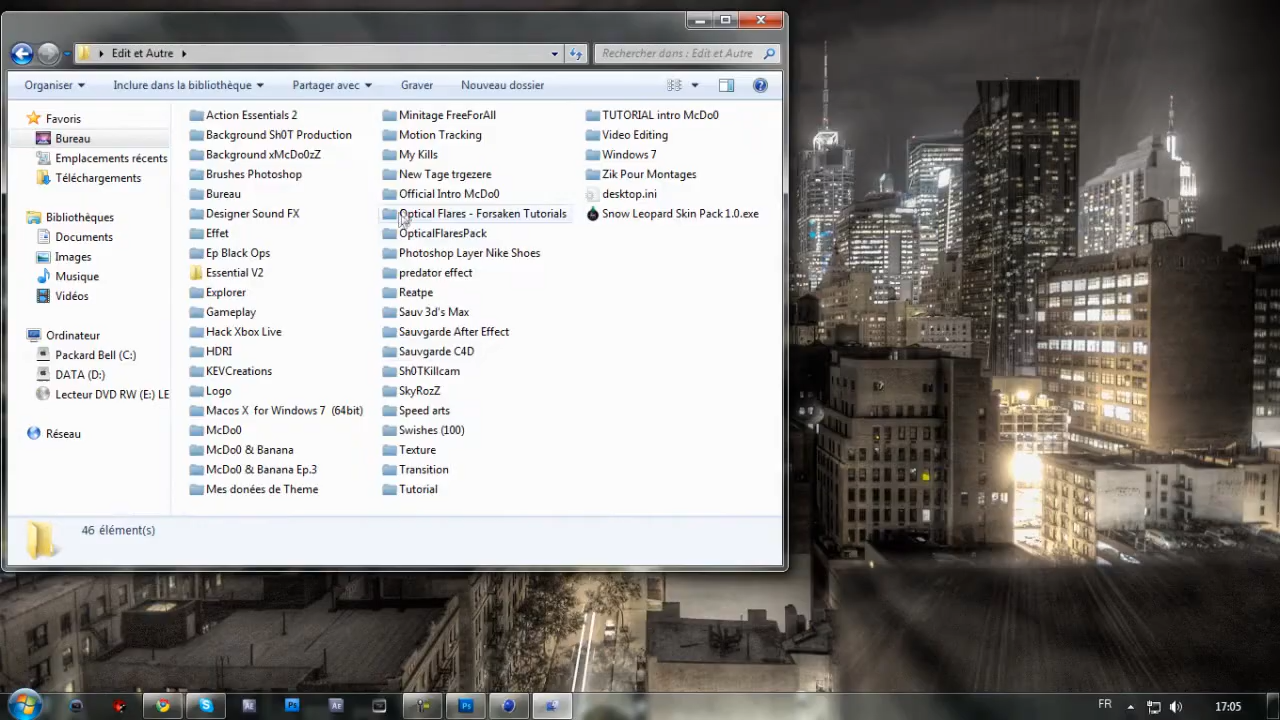 Edit et Autre
Rechercher dans : Edit et Autre
Organiser
Inclure dans la bibliothèque
Partager avec
Graver
Nouveau dossier
Favoris
Bureau
Emplacements récents
Téléchargements
Bibliothèques
Documents
Images
Musique
Vidéos
Ordinateur
Packard Bell (C:)
DATA (D:)
Lecteur DVD RW (E:) LE
Réseau
Action Essentials 2
Background Sh0T Production
Background xMcDo0zZ
Brushes Photoshop
Bureau
Designer Sound FX
Effet
Ep Black Ops
Essential V2
Explorer
Gameplay
Hack Xbox Live
HDRI
KEVCreations
Logo
Macos X for Windows 7 (64bit)
McDo0
McDo0 & Banana
McDo0 & Banana Ep.3
Mes données de Theme
Minitage FreeForAll
Motion Tracking
My Kills
New Tage trgezere
Official Intro McDo0
Optical Flares - Forsaken Tutorials
OpticalFlaresPack
Photoshop Layer Nike Shoes
predator effect
Reatpe
Sauv 3d's Max
Sauvgarde After Effect
Sauvgarde C4D
Sh0TKillcam
SkyRozZ
Speed arts
Swishes (100)
Texture
Transition
Tutorial
TUTORIAL intro McDo0
Video Editing
Windows 7
Zik Pour Montages
desktop.ini
Snow Leopard Skin Pack 1.0.exe
46 élément(s)
FR
17:05